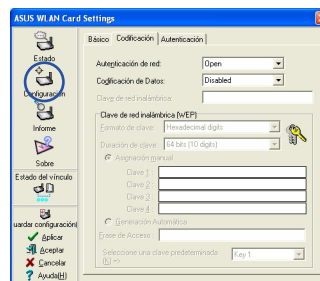 ASUS WLAN Card Settings
Estado
Configuración
Informe
Sobre
Estado del vínculo
uardar configuración
Aplicar
Aceptar
Cancelar
Ayuda(H)
Básico Codificación Autenticación
Autenticación de red: Open
Codificación de Datos: Disabled
Clave de red inalámbrica:
Clave de red inalámbrica (WEP)
Formato de clave: Hexadecimal digits
Duración de clave: 64 bits (10 digits)
Asignación manual
Clave 1 :
Clave 2 :
Clave 3 :
Clave 4 :
Generación Automática
Frase de Acceso :
Seleccione una clave predeterminada Key 1
(N) =>